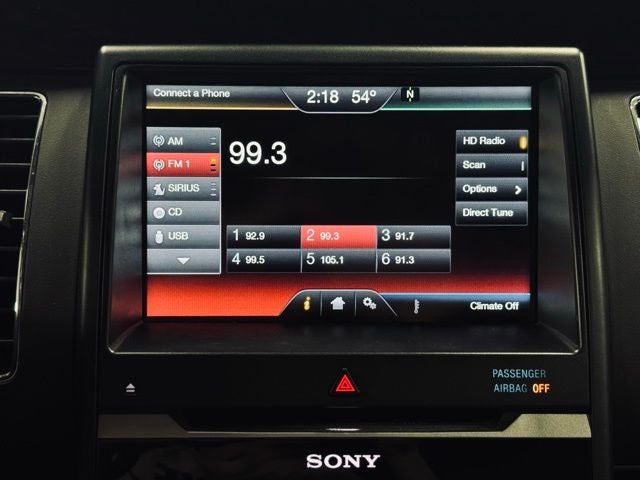 Connect a Phone 2:18 54° N
AM
FM 1
SIRIUS
CD
USB
99.3
HD Radio
Scan
Options
Direct Tune
1 92.9 2 99.3 3 91.7
4 99.5 5 105.1 6 91.3
i
Climate Off
PASSENGER
AIRBAG OFF
SONY